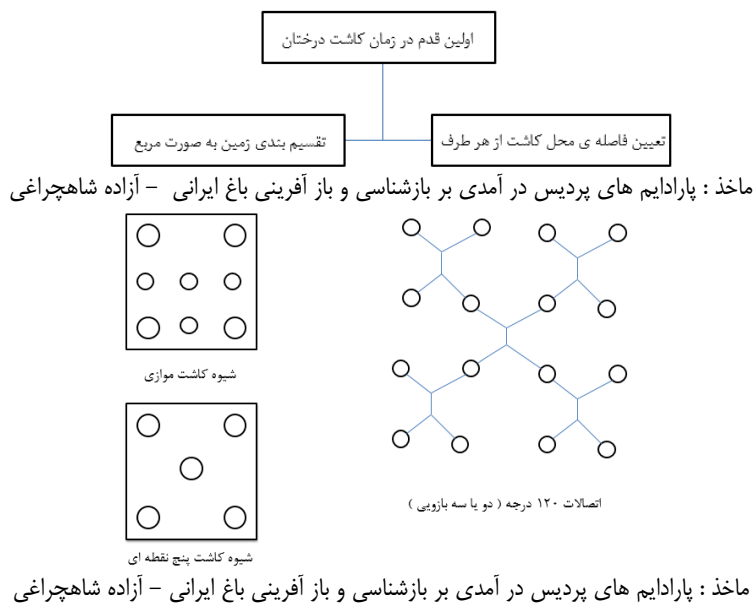 اولین قدم در زمان کاشت درختان
تعیین فاصله ی محل کاشت از هر طرف
تقسیم بندی زمین به صورت مربع
ماخذ : پارادایم های پردیس در آمدی بر بازشناسی و باز آفرینی باغ ایرانی – آزاده شاهچراغی
شیوه کاشت موازی
اتصالات ۱۲۰ درجه ( دو یا سه بازویی )
شیوه کاشت پنج نقطه ای
ماخذ : پارادایم های پردیس در آمدی بر بازشناسی و باز آفرینی باغ ایرانی – آزاده شاهچراغی